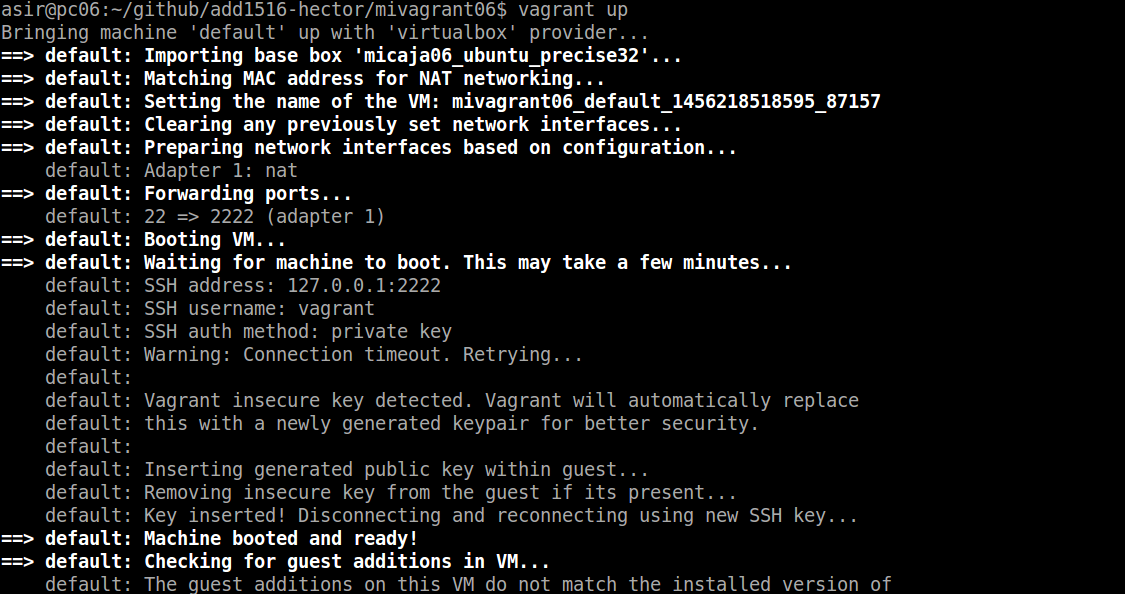 asir@pc06:~/github/add1516-hector/mivagrant06$ vagrant up
Bringing machine 'default' up with 'virtualbox' provider...
==> default: Importing base box 'micaja06_ubuntu_precise32'...
==> default: Matching MAC address for NAT networking...
==> default: Setting the name of the VM: mivagrant06_default_1456218518595_87157
==> default: Clearing any previously set network interfaces...
==> default: Preparing network interfaces based on configuration...
    default: Adapter 1: nat
==> default: Forwarding ports...
    default: 22 => 2222 (adapter 1)
==> default: Booting VM...
==> default: Waiting for machine to boot. This may take a few minutes...
    default: SSH address: 127.0.0.1:2222
    default: SSH username: vagrant
    default: SSH auth method: private key
    default: Warning: Connection timeout. Retrying...
    default:
    default: Vagrant insecure key detected. Vagrant will automatically replace
    default: this with a newly generated keypair for better security.
    default:
    default: Inserting generated public key within guest...
    default: Removing insecure key from the guest if its present...
    default: Key inserted! Disconnecting and reconnecting using new SSH key...
==> default: Machine booted and ready!
==> default: Checking for guest additions in VM...
    default: The guest additions on this VM do not match the installed version of